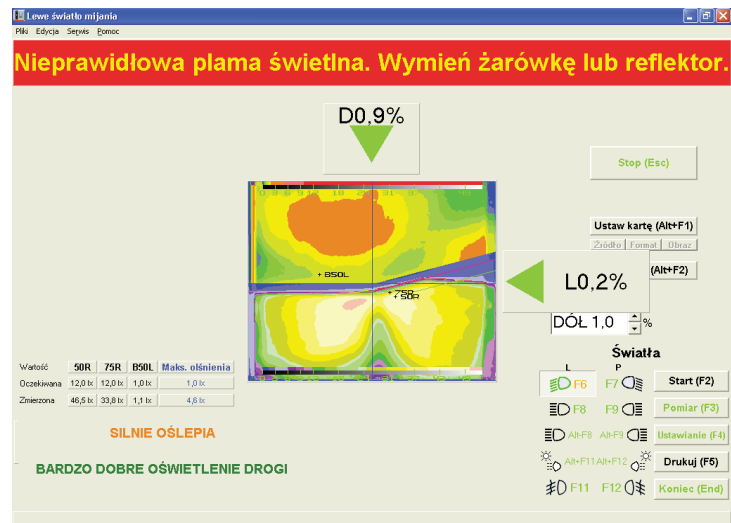 Lewe światło mijania
Pliki Edycja Serwis Pomoc
Nieprawidłowa plama świetlna. Wymień żarówkę lub reflektor.
D0,9%
Stop (Esc)
Ustaw kartę (Alt+F1)
Źródło Format Obraz
(Alt+F2)
+ B50L
+ 75R
+ 50R
L0,2%
DÓŁ 1,0 %
Światła
L P
F6 F7 Start (F2)
F8 F9 Pomiar (F3)
Alt-F8 Alt-F9 Ustawianie (F4)
Alt+F11 Alt+F12 Drukuj (F5)
F11 F12 Koniec (End)
Wartość 50R 75R B50L Maks. olśnienia
Oczekiwana 12,0 lx 12,0 lx 1,0 lx 1,0 lx
Zmierzona 46,5 lx 33,8 lx 1,1 lx 4,6 lx
SILNIE OŚLEPIA
BARDZO DOBRE OŚWIETLENIE DROGI